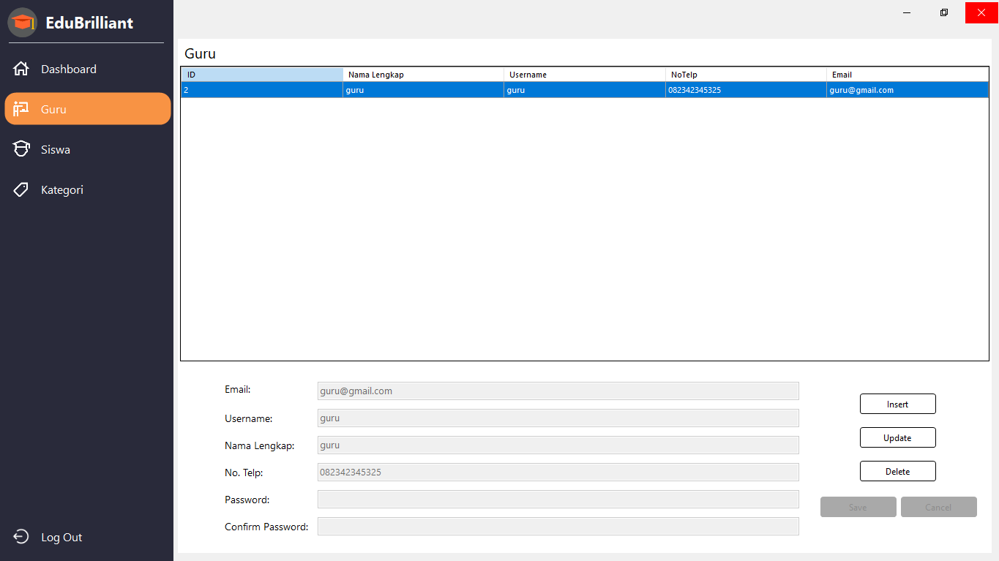 EduBrilliant
Dashboard
Guru
Siswa
Kategori
Log Out
Guru
ID Nama Lengkap Username NoTelp Email
2 guru guru 082342345325 guru@gmail.com
Email: guru@gmail.com
Username: guru
Nama Lengkap: guru
No. Telp: 082342345325
Password:
Confirm Password:
Insert
Update
Delete
Save Cancel